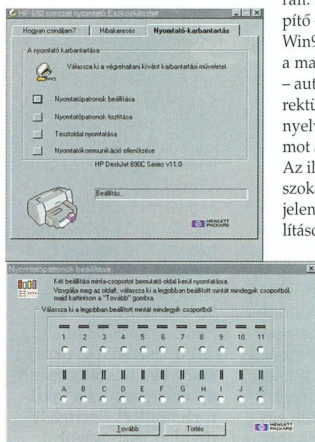 HP 690 sorozat nyomtató Eszközkészlet
Hogyan csináljam?
Hibakeresés
Nyomtató-karbantartás
A nyomtató karbantartása
Válassza ki a végrehajtani kívánt karbantartási műveletet.
Nyomtatópatronok beállítása
Nyomtatópatronok tisztítása
Tesztoldal nyomtatása
Nyomtatókommunikáció ellenőrzése
HP DeskJet 690C Series v11.0
Beállítás...
HEWLETT
PACKARD
pítő
Win9
a ma
– aut
rektü
nyelv
mot
Az il
szok
jelen
lításo
Nyomtatópatronok beállítása
Két beállítás minta-csoportot bemutató oldal kerül nyomtatásra.
Vizsgálja meg az oldalt, válassza ki a legjobban beállított mintát mindegyik csoportból,
majd kattintson a "Tovább" gombra.
Válassza ki a legjobban beállított mintát mindegyik csoportból
1 2 3 4 5 6 7 8 9 10 11
A B C D E F G H I J K
Tovább
Törlés
HEWLETT
PACKARD